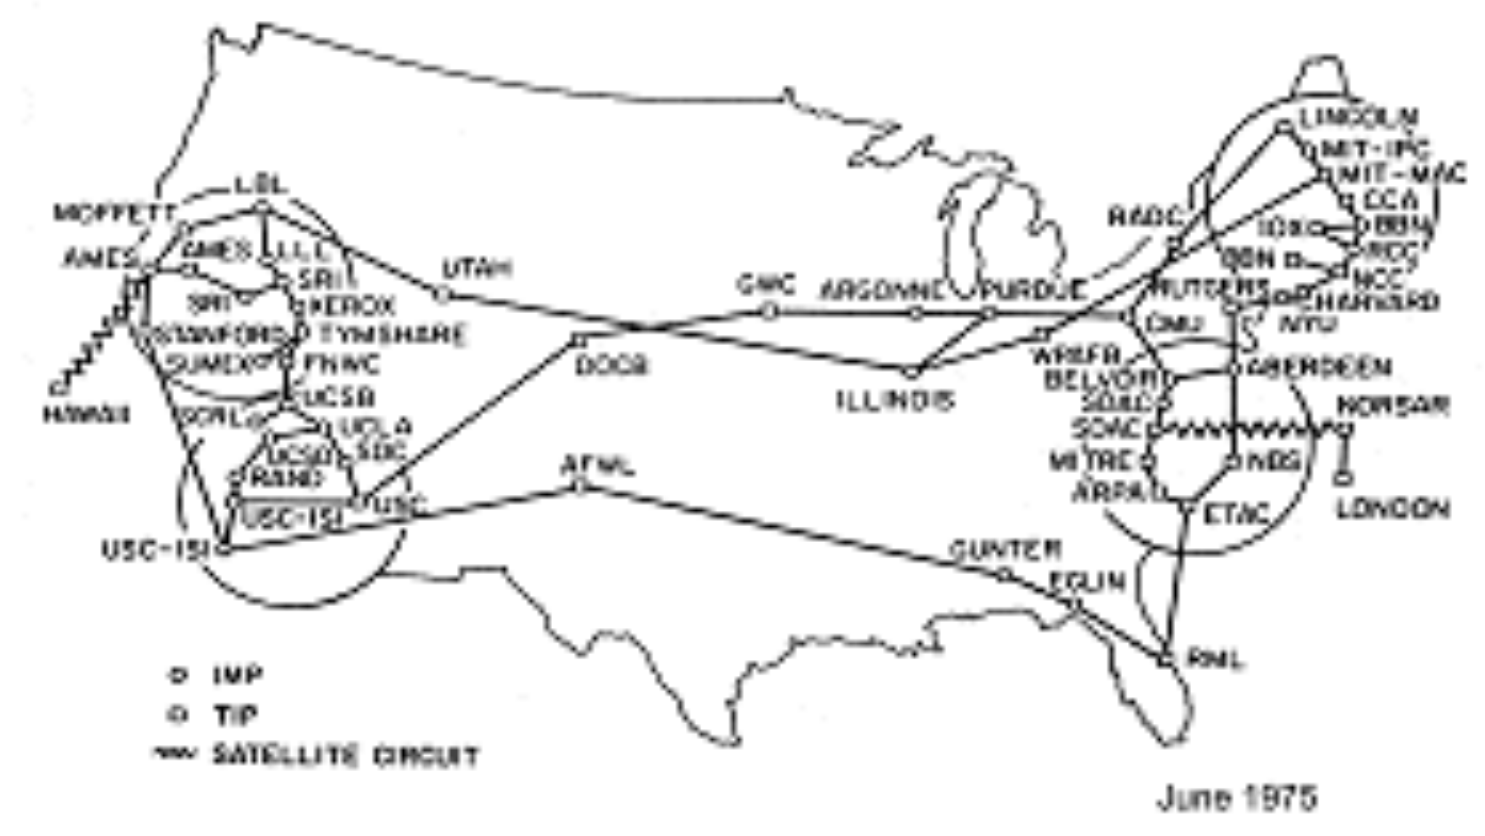 LINCOLN
MIT-IPC
MIT-MAC
LBL
CCA
MOFFETT
RADC
BBN
AMES
AMES
LLL
UTAH
BBN
RCC
SRI
NCC
GWC
ARGONNE
PURDUE
RUTGERS
HARVARD
SRI
XEROX
CMU
NYU
STANFORD
TYMSHARE
WPAFB
SUMEX
FNWC
DOCB
ABERDEEN
BELVOIR
HAWAII
UCSB
ILLINOIS
SDAC
NORSAR
SCRL
UCLA
SDAC
UCSD
SDC
AFWL
MITRE
NBS
RAND
ARPA
USC-ISI
USC
ETAC
LONDON
USC-ISI
GUNTER
EGLIN
RML
IMP
TIP
SATELLITE CIRCUIT
June 1975